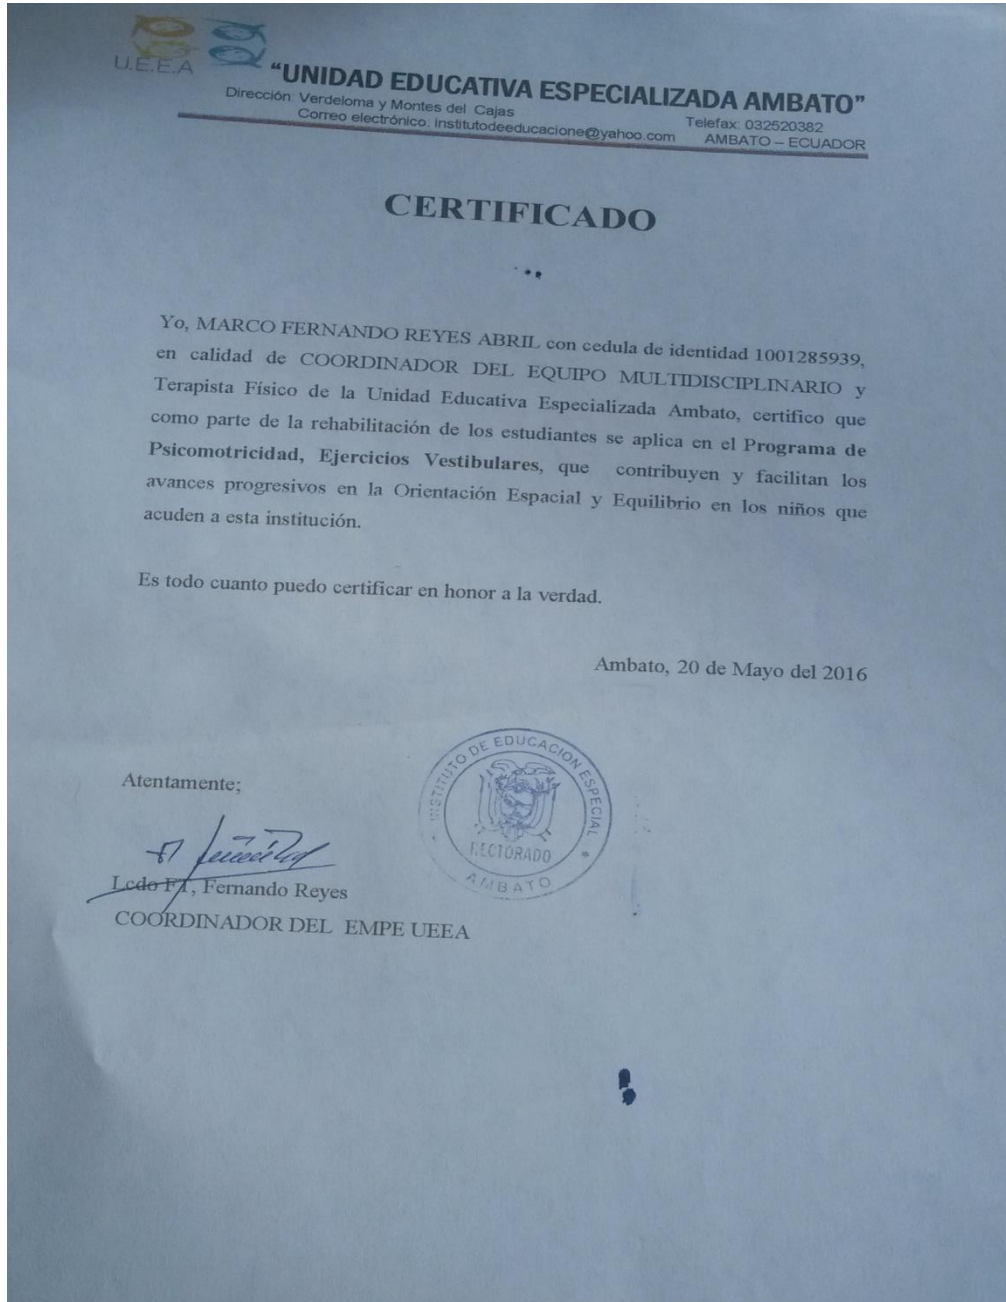 U.E.E.A
“UNIDAD EDUCATIVA ESPECIALIZADA AMBATO”
Dirección: Verdeloma y Montes del Cajas Telefax: 032520382
Correo electrónico: Institutodeeducacione@yahoo.com AMBATO – ECUADOR
CERTIFICADO
Yo, MARCO FERNANDO REYES ABRIL con cedula de identidad 1001285939,
en calidad de COORDINADOR DEL EQUIPO MULTIDISCIPLINARIO y
Terapista Físico de la Unidad Educativa Especializada Ambato, certifico que
como parte de la rehabilitación de los estudiantes se aplica en el Programa de
Psicomotricidad, Ejercicios Vestibulares, que contribuyen y facilitan los
avances progresivos en la Orientación Espacial y Equilibrio en los niños que
acuden a esta institución.
Es todo cuanto puedo certificar en honor a la verdad.
Ambato, 20 de Mayo del 2016
INSTITUTO DE EDUCACION ESPECIAL
RECTORADO
AMBATO
Atentamente;
Lcdo FT, Fernando Reyes
COORDINADOR DEL EMPE UEEA